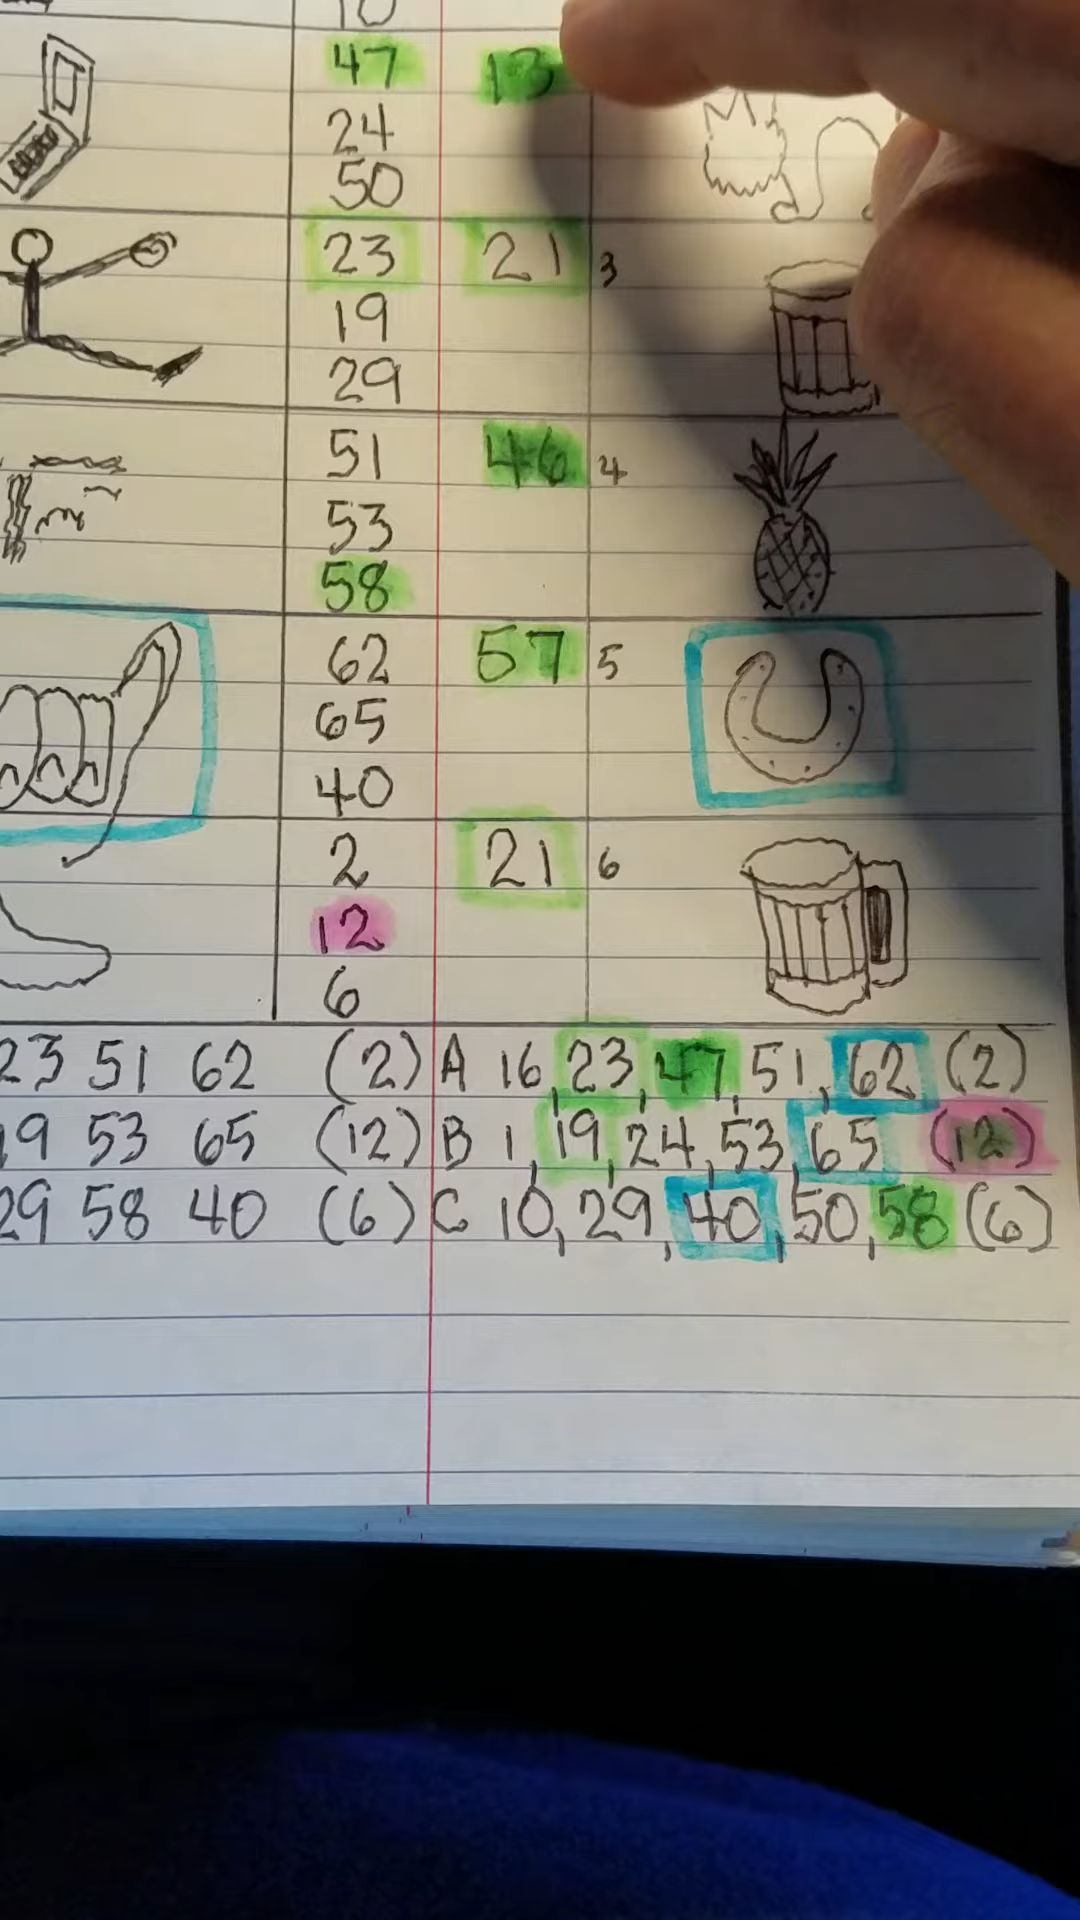 10
47 13
24
50
23 21 3
19
29
51 46 4
53
58
62 57 5
65
40
2 21 6
12
6
23 51 62 (2) A 16, 23, 47, 51, 62 (2)
19 53 65 (12) B 1, 19, 24, 53, 65 (12)
29 58 40 (6) C 10, 29, 40, 50, 58 (6)